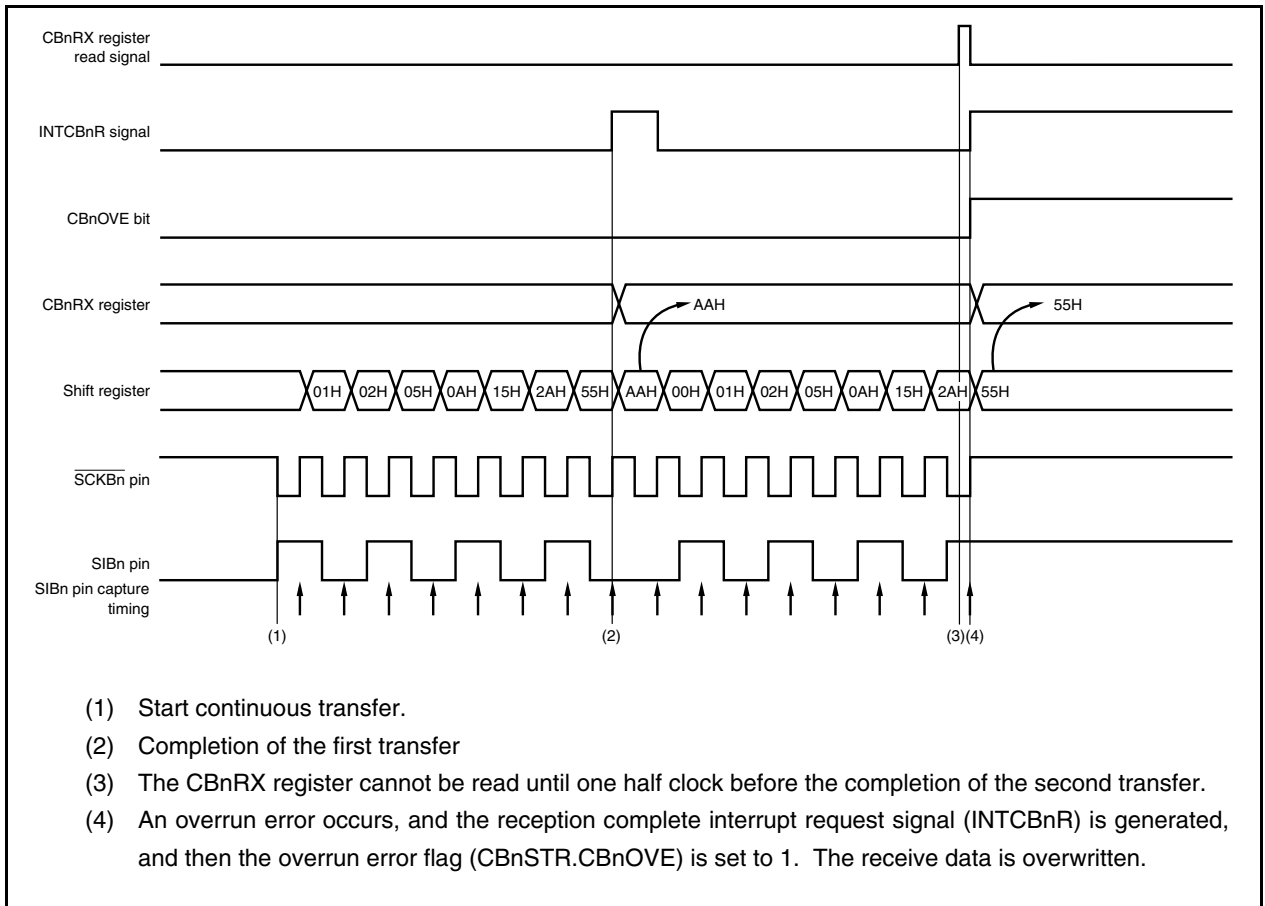 CBnRX register
read signal
INTCBnR signal
CBnOVE bit
CBnRX register
AAH
55H
Shift register
01H 02H 05H 0AH 15H 2AH 55H AAH 00H 01H 02H 05H 0AH 15H 2AH 55H
SCKBn pin
SIBn pin
SIBn pin capture
timing
(1) (2) (3)(4)
(1) Start continuous transfer.
(2) Completion of the first transfer
(3) The CBnRX register cannot be read until one half clock before the completion of the second transfer.
(4) An overrun error occurs, and the reception complete interrupt request signal (INTCBnR) is generated,
and then the overrun error flag (CBnSTR.CBnOVE) is set to 1. The receive data is overwritten.